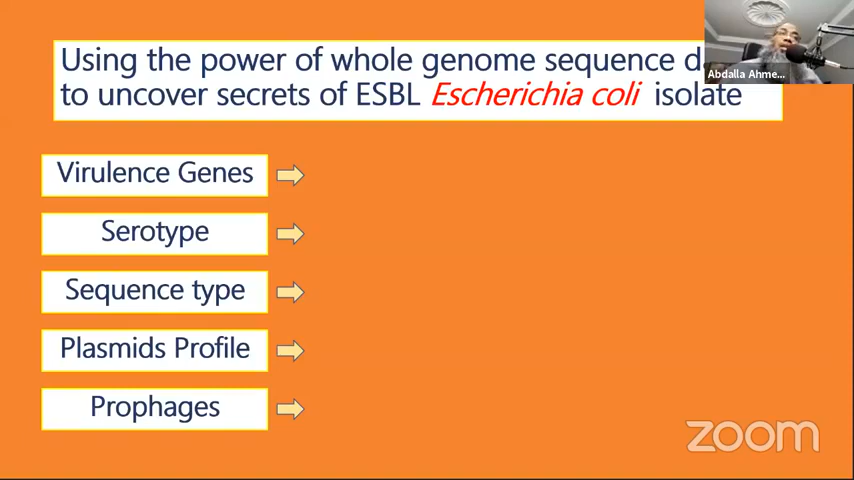 Using the power of whole genome sequence
to uncover secrets of ESBL Escherichia coli isolate
Abdalla Ahme...
Virulence Genes
Serotype
Sequence type
Plasmids Profile
Prophages
zoom